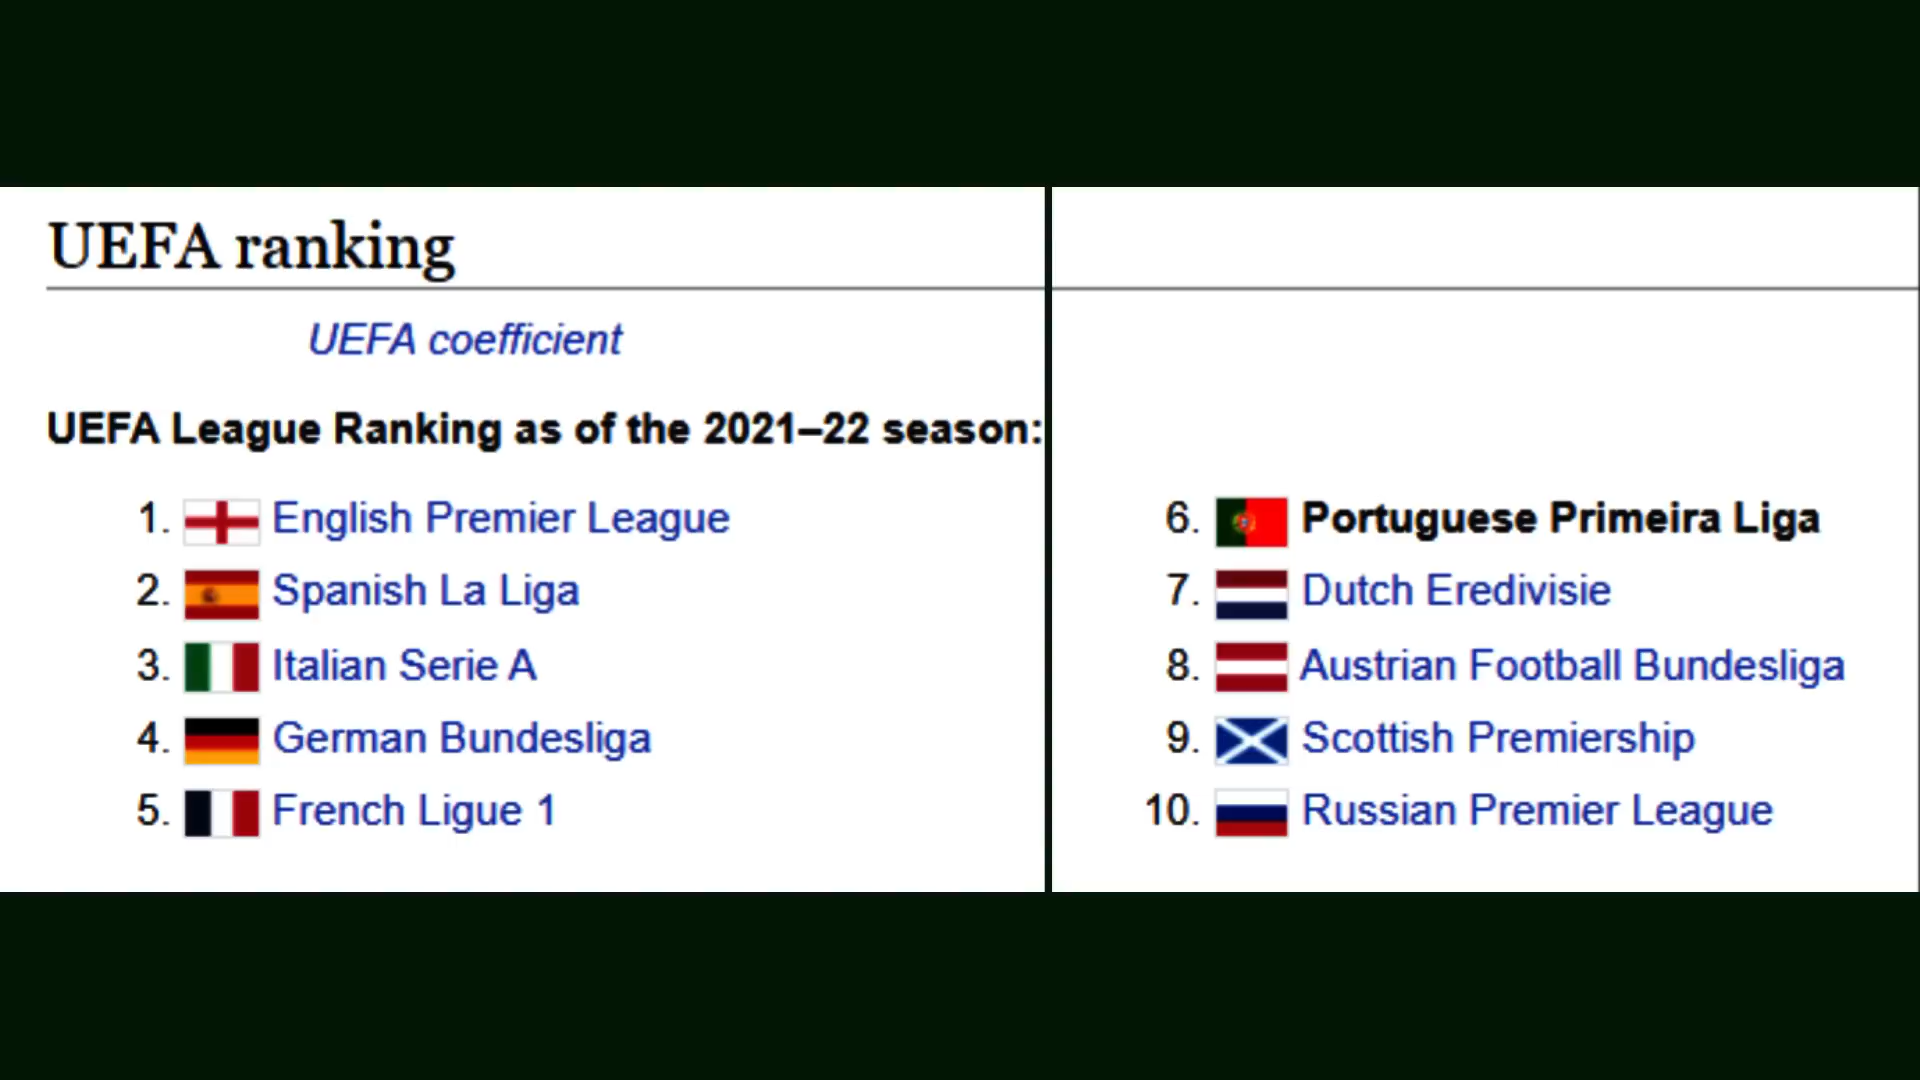 UEFA ranking
UEFA coefficient
UEFA League Ranking as of the 2021–22 season:
1. English Premier League
2. Spanish La Liga
3. Italian Serie A
4. German Bundesliga
5. French Ligue 1
6. Portuguese Primeira Liga
7. Dutch Eredivisie
8. Austrian Football Bundesliga
9. Scottish Premiership
10. Russian Premier League